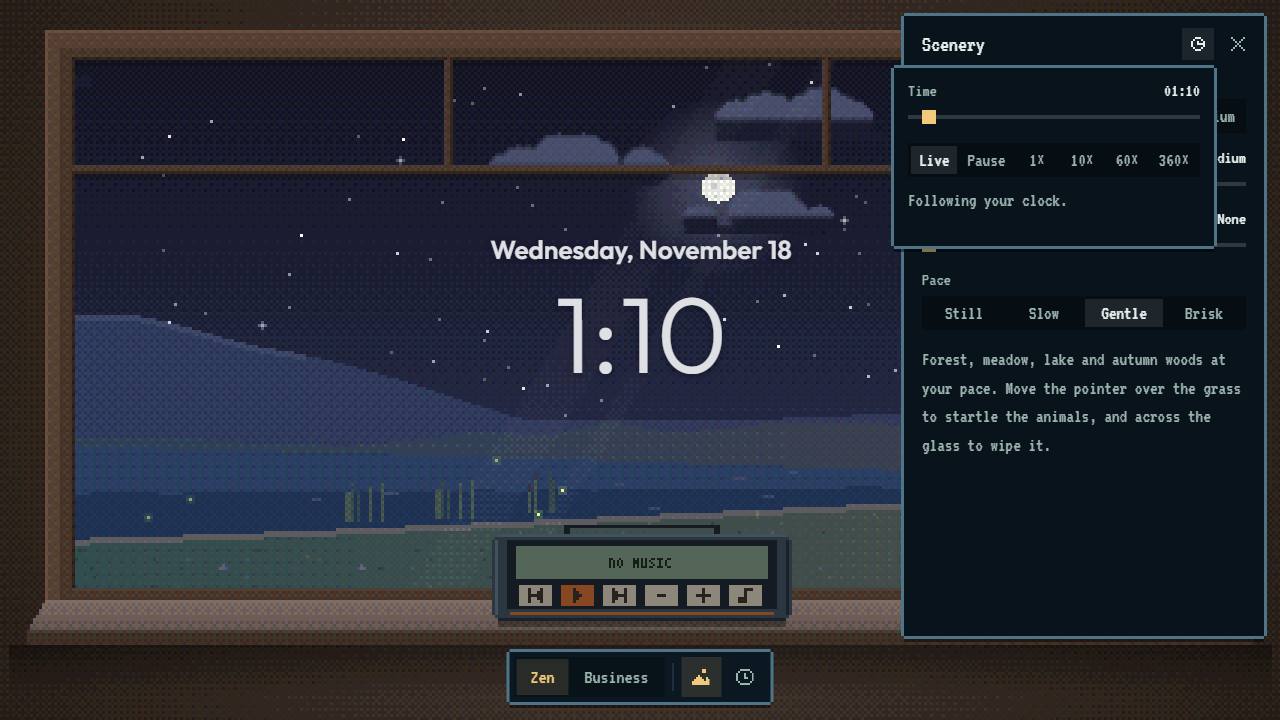 Scenery
Time 01:10
Live Pause 1X 10X 60X 360X
Following your clock.
Wednesday, November 18
1:10
None
Pace
Still Slow Gentle Brisk
Forest, meadow, lake and autumn woods at
your pace. Move the pointer over the grass
to startle the animals, and across the
glass to wipe it.
NO MUSIC
Zen Business